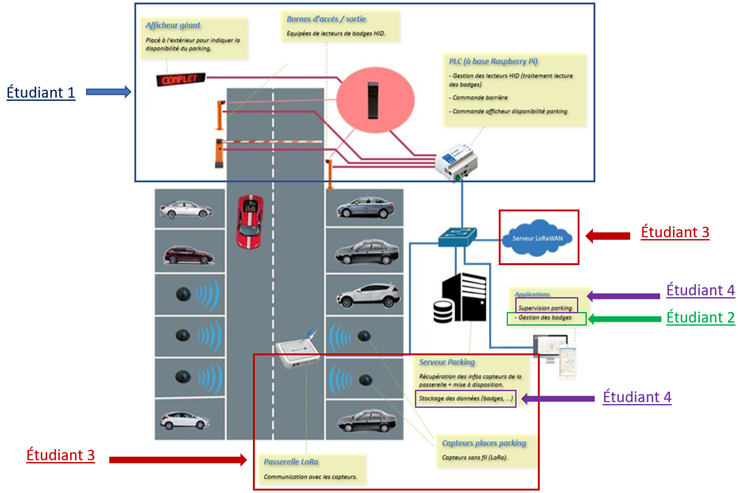 Afficheur géant
Placé à l'extérieur pour indiquer la
disponibilité du parking.
Bornes d'accès / sortie
Equipées de lecteurs de badges HID.
COMPLET
PLC (à base Raspberry Pi)
- Gestion des lecteurs HID (traitement lecture
des badges)
- Commande barrière
- Commande afficheur disponibilité parking
Étudiant 1
Serveur LoRaWAN
Étudiant 3
Applications
- Supervision parking
- Gestion des badges
Étudiant 4
Étudiant 2
Serveur Parking
Récupération des infos capteurs de la
passerelle + mise à disposition.
Stockage des données (badges, ...)
Étudiant 4
Étudiant 3
Passerelle LoRa
Communication avec les capteurs.
Capteurs places parking
Capteurs sans fil (LoRa).